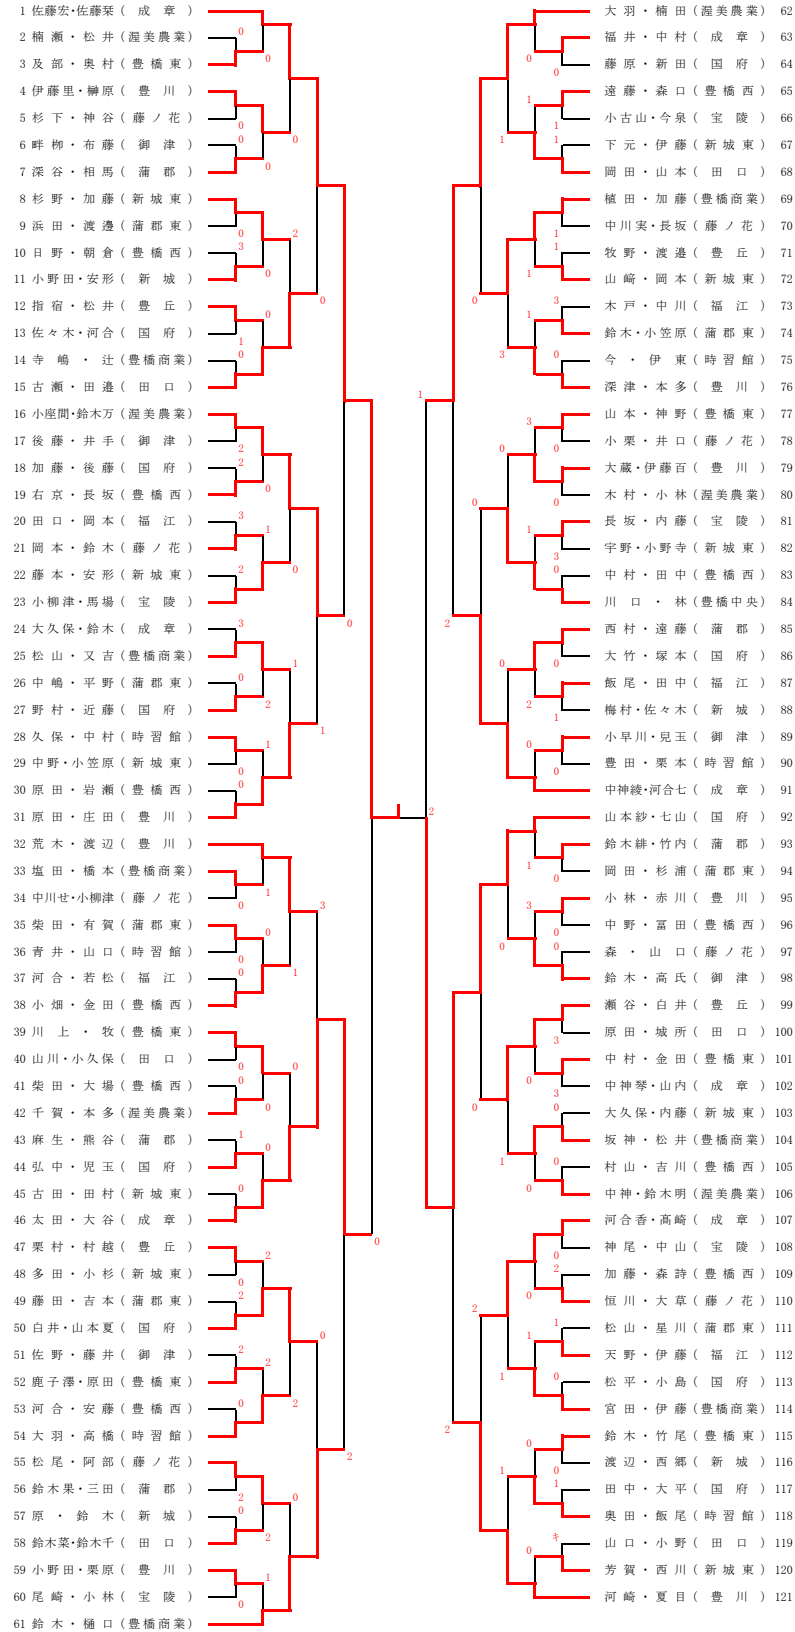 1 佐藤宏・佐藤栞 ( 成 章 )
2 楠 瀬 ・ 松 井 (渥美農業)
3 及 部 ・ 奥 村 ( 豊 橋 東 )
4 伊藤里・榊原 ( 豊 川 )
5 杉 下 ・ 神 谷 ( 藤 ノ 花 )
6 畔 栁 ・ 布 藤 ( 御 津 )
7 深 谷 ・ 相 馬 ( 蒲 郡 )
8 杉 野 ・ 加 藤 ( 新 城 東 )
9 浜 田 ・ 渡 邊 ( 蒲 郡 東 )
10 日 野 ・ 朝 倉 ( 豊 橋 西 )
11 小野田・安形 ( 新 城 )
12 指 宿 ・ 松 井 ( 豊 丘 )
13 佐々木・河合 ( 国 府 )
14 寺 嶋 ・ 辻 (豊橋商業)
15 古 瀬 ・ 田 邉 ( 田 口 )
16 小座間・鈴木万 (渥美農業)
17 後 藤 ・ 井 手 ( 御 津 )
18 加 藤 ・ 後 藤 ( 国 府 )
19 右 京 ・ 長 坂 ( 豊 橋 西 )
20 田 口 ・ 岡 本 ( 福 江 )
21 岡 本 ・ 鈴 木 ( 藤 ノ 花 )
22 藤 本 ・ 安 形 ( 新 城 東 )
23 小柳津・馬場 ( 宝 陵 )
24 大久保・鈴木 ( 成 章 )
25 松 山 ・ 又 吉 (豊橋商業)
26 中 嶋 ・ 平 野 ( 蒲 郡 東 )
27 野 村 ・ 近 藤 ( 国 府 )
28 久 保 ・ 中 村 ( 時 習 館 )
29 中野・小笠原 ( 新 城 東 )
30 原 田 ・ 岩 瀬 ( 豊 橋 西 )
31 原 田 ・ 庄 田 ( 豊 川 )
32 荒 木 ・ 渡 辺 ( 豊 川 )
33 塩 田 ・ 橋 本 (豊橋商業)
34 中川せ・小柳津 ( 藤 ノ 花 )
35 柴 田 ・ 有 賀 ( 蒲 郡 東 )
36 青 井 ・ 山 口 ( 時 習 館 )
37 河 合 ・ 若 松 ( 福 江 )
38 小 畑 ・ 金 田 ( 豊 橋 西 )
39 川 上 ・ 牧 ( 豊 橋 東 )
40 山川・小久保 ( 田 口 )
41 柴 田 ・ 大 場 ( 豊 橋 西 )
42 千 賀 ・ 本 多 (渥美農業)
43 麻 生 ・ 熊 谷 ( 蒲 郡 )
44 弘 中 ・ 児 玉 ( 国 府 )
45 古 田 ・ 田 村 ( 新 城 東 )
46 太 田 ・ 大 谷 ( 成 章 )
47 栗 村 ・ 村 越 ( 豊 丘 )
48 多 田 ・ 小 杉 ( 新 城 東 )
49 藤 田 ・ 吉 本 ( 蒲 郡 東 )
50 白井・山本夏 ( 国 府 )
51 佐 野 ・ 藤 井 ( 御 津 )
52 鹿子澤・原田 ( 豊 橋 東 )
53 河 合 ・ 安 藤 ( 豊 橋 西 )
54 大 羽 ・ 高 橋 ( 時 習 館 )
55 松 尾 ・ 阿 部 ( 藤 ノ 花 )
56 鈴木果・三田 ( 蒲 郡 )
57 原 ・ 鈴 木 ( 新 城 )
58 鈴木菜・鈴木千 ( 田 口 )
59 小野田・栗原 ( 豊 川 )
60 尾 崎 ・ 小 林 ( 宝 陵 )
61 鈴 木 ・ 樋 口 (豊橋商業)
大 羽 ・ 楠 田 (渥美農業) 62
福 井 ・ 中 村 ( 成 章 ) 63
藤 原 ・ 新 田 ( 国 府 ) 64
遠 藤 ・ 森 口 ( 豊 橋 西 ) 65
小古山・今泉 ( 宝 陵 ) 66
下 元 ・ 伊 藤 ( 新 城 東 ) 67
岡 田 ・ 山 本 ( 田 口 ) 68
植 田 ・ 加 藤 (豊橋商業) 69
中川実・長坂 ( 藤 ノ 花 ) 70
牧 野 ・ 渡 邉 ( 豊 丘 ) 71
山 﨑 ・ 岡 本 ( 新 城 東 ) 72
木 戸 ・ 中 川 ( 福 江 ) 73
鈴木・小笠原 ( 蒲 郡 東 ) 74
今 ・ 伊 東 ( 時 習 館 ) 75
深 津 ・ 本 多 ( 豊 川 ) 76
山 本 ・ 神 野 ( 豊 橋 東 ) 77
小 栗 ・ 井 口 ( 藤 ノ 花 ) 78
大蔵・伊藤百 ( 豊 川 ) 79
木 村 ・ 小 林 (渥美農業) 80
長 坂 ・ 内 藤 ( 宝 陵 ) 81
宇野・小野寺 ( 新 城 東 ) 82
中 村 ・ 田 中 ( 豊 橋 西 ) 83
川 口 ・ 林 (豊橋中央) 84
西 村 ・ 遠 藤 ( 蒲 郡 ) 85
大 竹 ・ 塚 本 ( 国 府 ) 86
飯 尾 ・ 田 中 ( 福 江 ) 87
梅村・佐々木 ( 新 城 ) 88
小早川・兒玉 ( 御 津 ) 89
豊 田 ・ 栗 本 ( 時 習 館 ) 90
中神綾・河合七 ( 成 章 ) 91
山本紗・七山 ( 国 府 ) 92
鈴木緋・竹内 ( 蒲 郡 ) 93
岡 田 ・ 杉 浦 ( 蒲 郡 東 ) 94
小 林 ・ 赤 川 ( 豊 川 ) 95
中 野 ・ 冨 田 ( 豊 橋 西 ) 96
森 ・ 山 口 ( 藤 ノ 花 ) 97
鈴 木 ・ 高 氏 ( 御 津 ) 98
瀬 谷 ・ 白 井 ( 豊 丘 ) 99
原 田 ・ 城 所 ( 田 口 ) 100
中 村 ・ 金 田 ( 豊 橋 東 ) 101
中神琴・山内 ( 成 章 ) 102
大久保・内藤 ( 新 城 東 ) 103
坂 神 ・ 松 井 (豊橋商業) 104
村 山 ・ 吉 川 ( 豊 橋 西 ) 105
中神・鈴木明 (渥美農業) 106
河合香・髙崎 ( 成 章 ) 107
神 尾 ・ 中 山 ( 宝 陵 ) 108
加 藤 ・ 森 詩 ( 豊 橋 西 ) 109
恒 川 ・ 大 草 ( 藤 ノ 花 ) 110
松 山 ・ 星 川 ( 蒲 郡 東 ) 111
天 野 ・ 伊 藤 ( 福 江 ) 112
松 平 ・ 小 島 ( 国 府 ) 113
宮 田 ・ 伊 藤 (豊橋商業) 114
鈴 木 ・ 竹 尾 ( 豊 橋 東 ) 115
渡 辺 ・ 西 郷 ( 新 城 ) 116
田 中 ・ 大 平 ( 国 府 ) 117
奥 田 ・ 飯 尾 ( 時 習 館 ) 118
山 口 ・ 小 野 ( 田 口 ) 119
芳 賀 ・ 西 川 ( 新 城 東 ) 120
河 崎 ・ 夏 目 ( 豊 川 ) 121